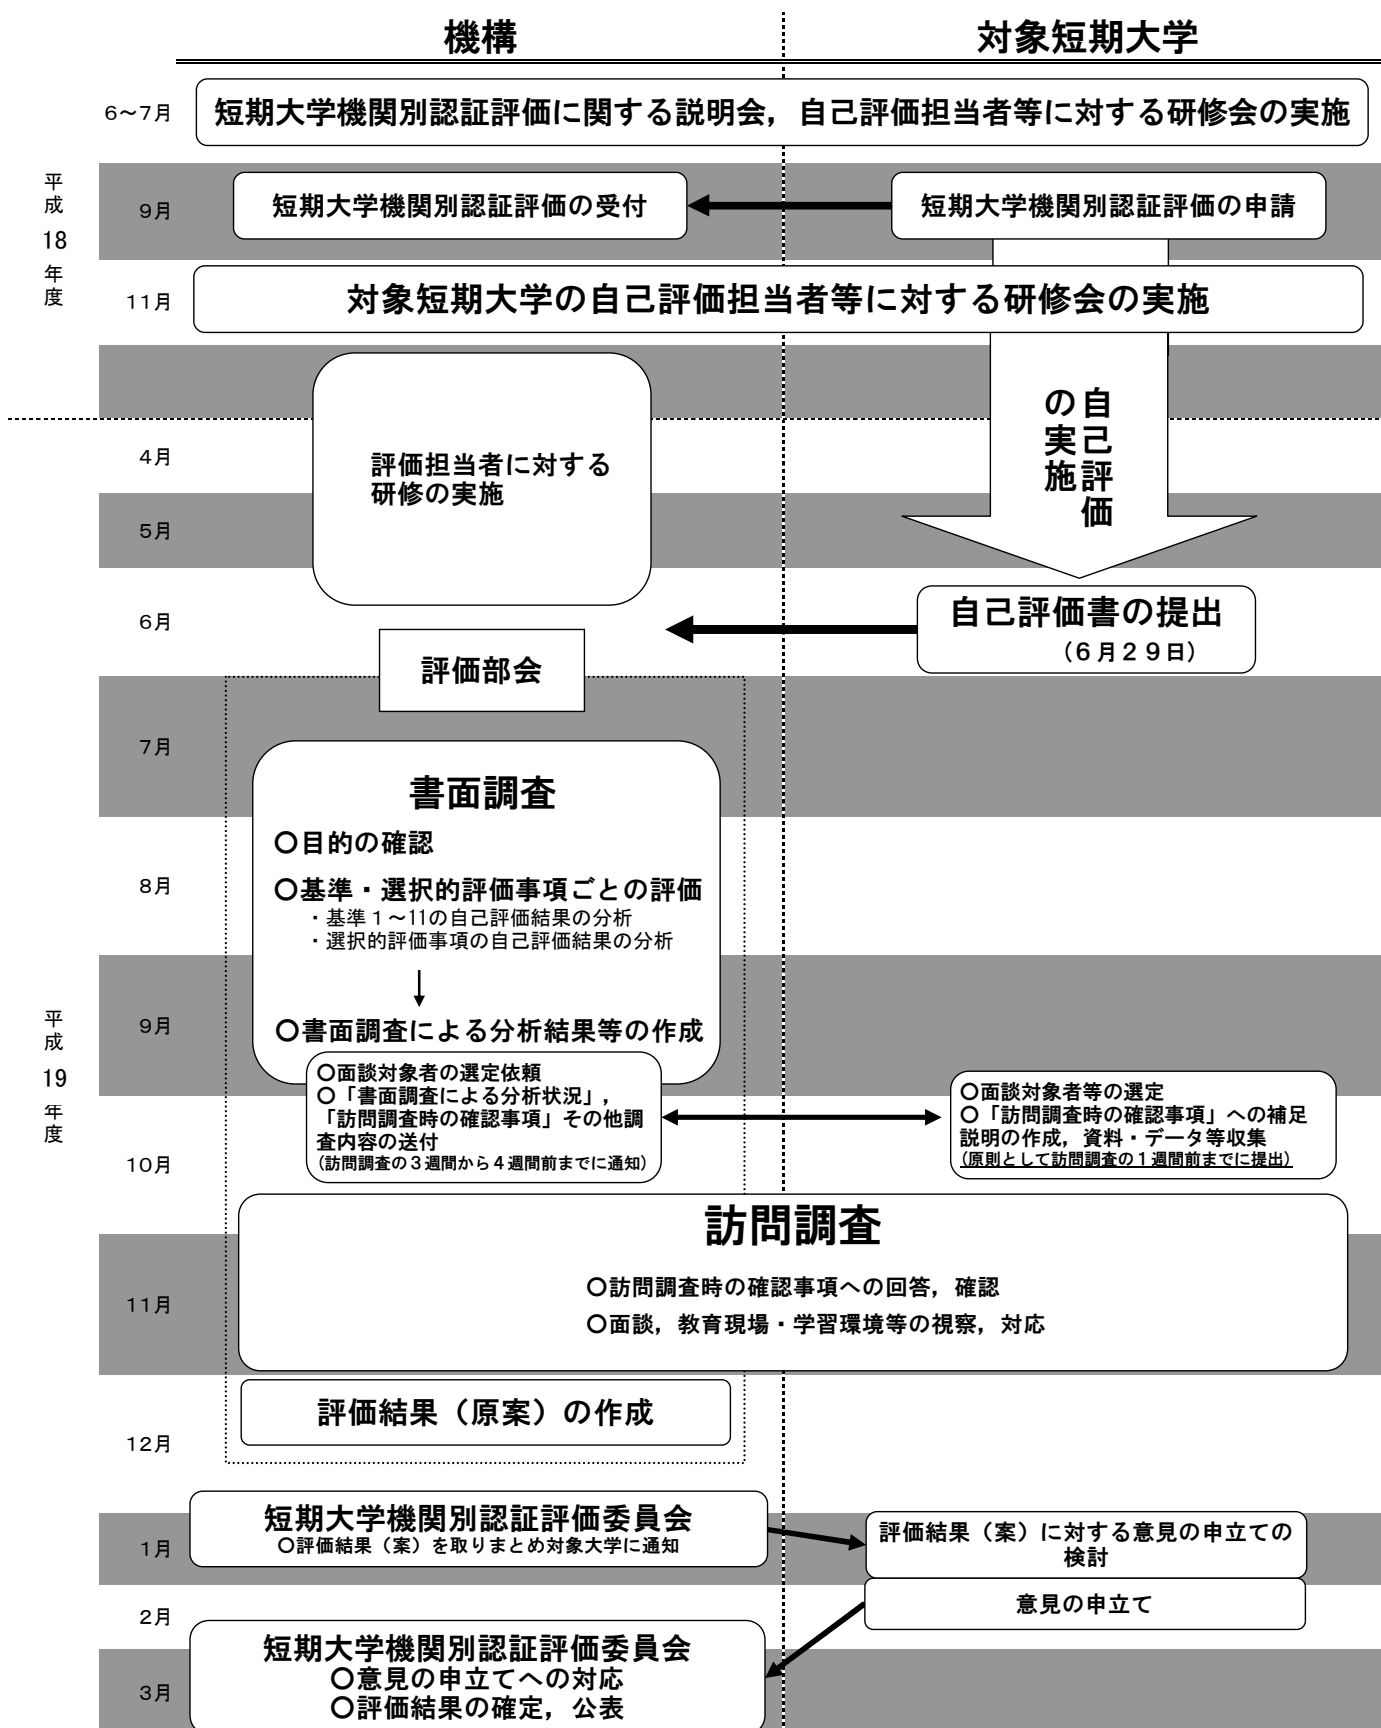 機構
対象短期大学
平成18年度
6～7月
短期大学機関別認証評価に関する説明会，自己評価担当者等に対する研修会の実施
9月
短期大学機関別認証評価の受付
短期大学機関別認証評価の申請
11月
対象短期大学の自己評価担当者等に対する研修会の実施
自己評価
の実施
平成19年度
4月
評価担当者に対する
研修の実施
5月
6月
自己評価書の提出
（６月２９日）
評価部会
7月
書面調査
○目的の確認
8月
○基準・選択的評価事項ごとの評価
・基準１～11の自己評価結果の分析
・選択的評価事項の自己評価結果の分析
9月
○書面調査による分析結果等の作成
○面談対象者の選定依頼
○「書面調査による分析状況」，
「訪問調査時の確認事項」その他調
査内容の送付
(訪問調査の３週間から４週間前までに通知)
○面談対象者等の選定
○「訪問調査時の確認事項」への補足
説明の作成，資料・データ等収集
(原則として訪問調査の１週間前までに提出)
10月
訪問調査
○訪問調査時の確認事項への回答，確認
11月
○面談，教育現場・学習環境等の視察，対応
評価結果（原案）の作成
12月
短期大学機関別認証評価委員会
○評価結果（案）を取りまとめ対象大学に通知
1月
評価結果（案）に対する意見の申立ての
検討
意見の申立て
2月
短期大学機関別認証評価委員会
○意見の申立てへの対応
3月
○評価結果の確定，公表